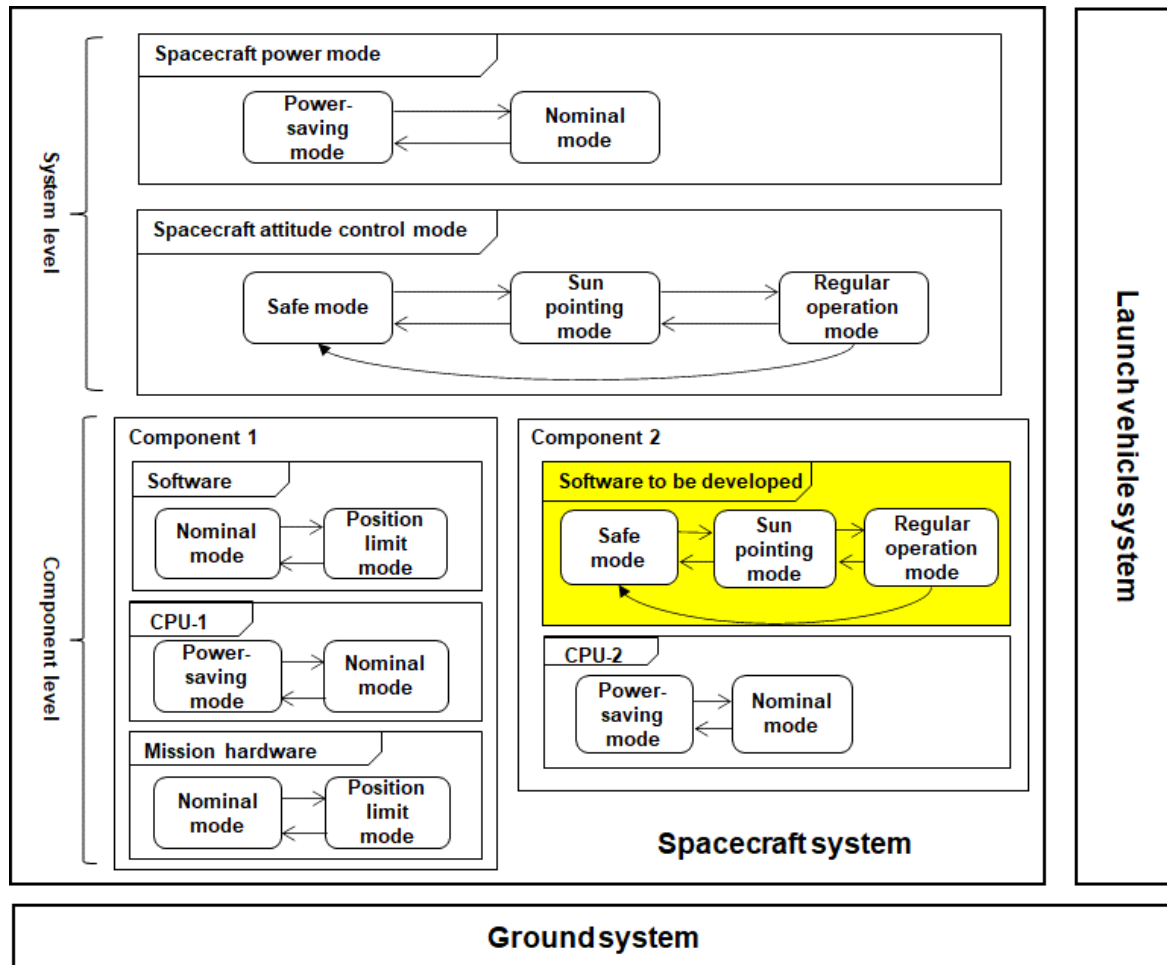 Spacecraft power mode
Power-
saving
mode
Nominal
mode
System level
Spacecraft attitude control mode
Safe mode
Sun
pointing
mode
Regular
operation
mode
Component level
Component 1
Software
Nominal
mode
Position
limit mode
CPU-1
Power-
saving
mode
Nominal
mode
Mission hardware
Nominal
mode
Position
limit
mode
Component 2
Software to be developed
Safe
mode
Sun
pointing
mode
Regular
operation
mode
CPU-2
Power-
saving
mode
Nominal
mode
Spacecraft system
Launch vehicle system
Ground system